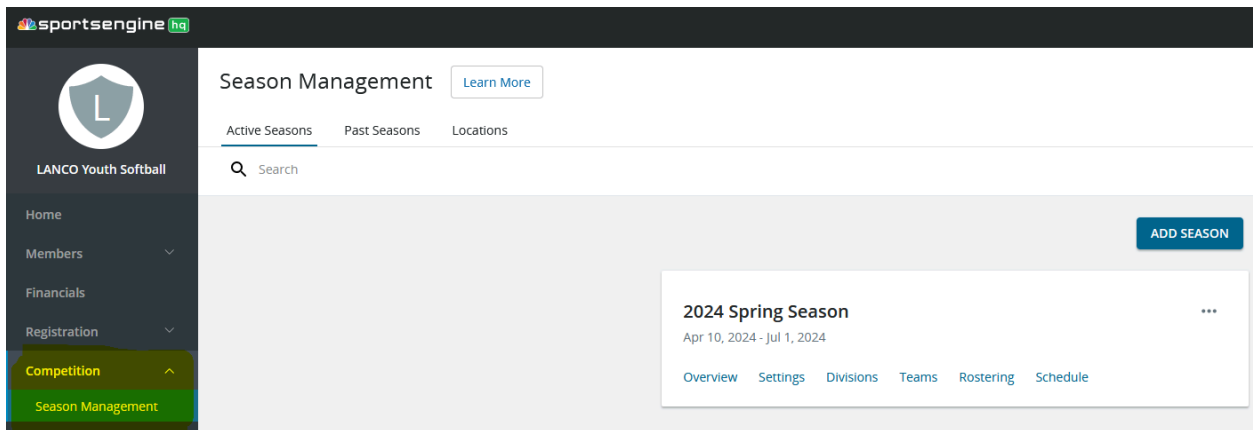 sportsengine hq
L
LANCO Youth Softball
Home
Members
Financials
Registration
Competition
Season Management
Season Management
Learn More
Active Seasons Past Seasons Locations
Search
ADD SEASON
2024 Spring Season
Apr 10, 2024 - Jul 1, 2024
Overview Settings Divisions Teams Rostering Schedule